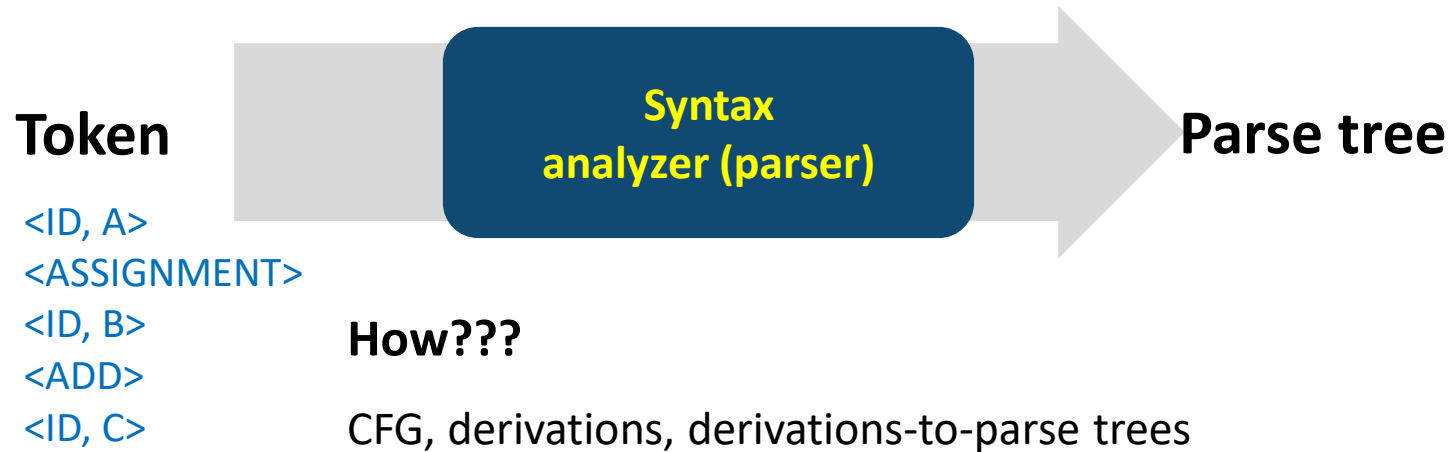 Token
<ID, A>
<ASSIGNMENT>
<ID, B>
<ADD>
<ID, C>
Syntax
analyzer (parser)
Parse tree
How???
CFG, derivations, derivations-to-parse trees